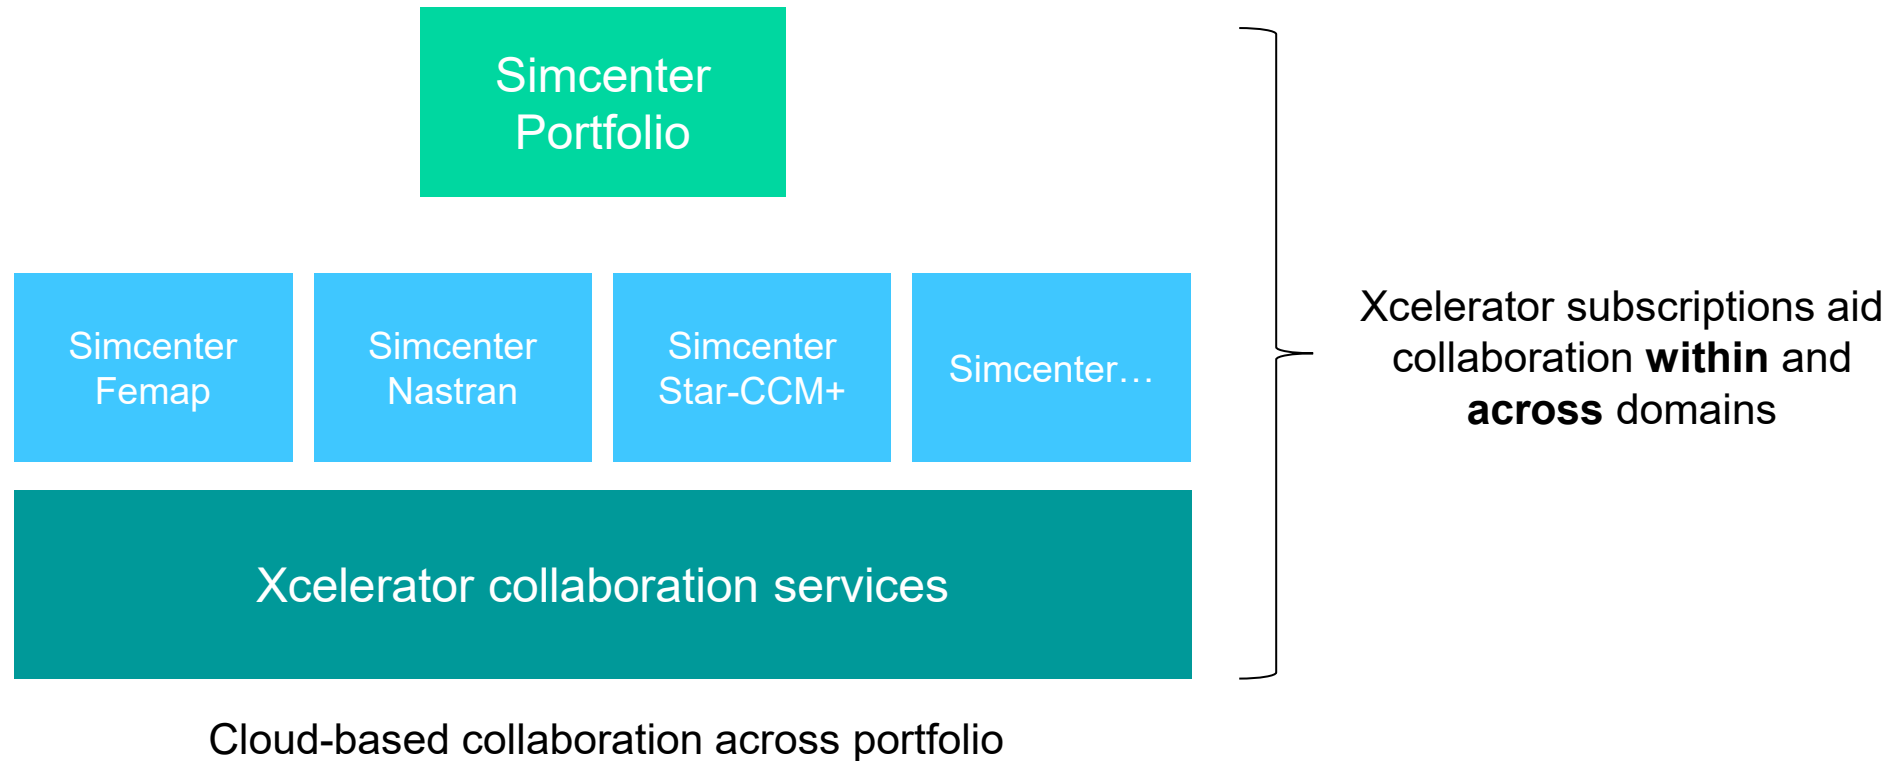 Simcenter
Portfolio
Simcenter
Femap
Simcenter
Nastran
Simcenter
Star-CCM+
Simcenter…
Xcelerator collaboration services
Cloud-based collaboration across portfolio
Xcelerator subscriptions aid
collaboration within and
across domains